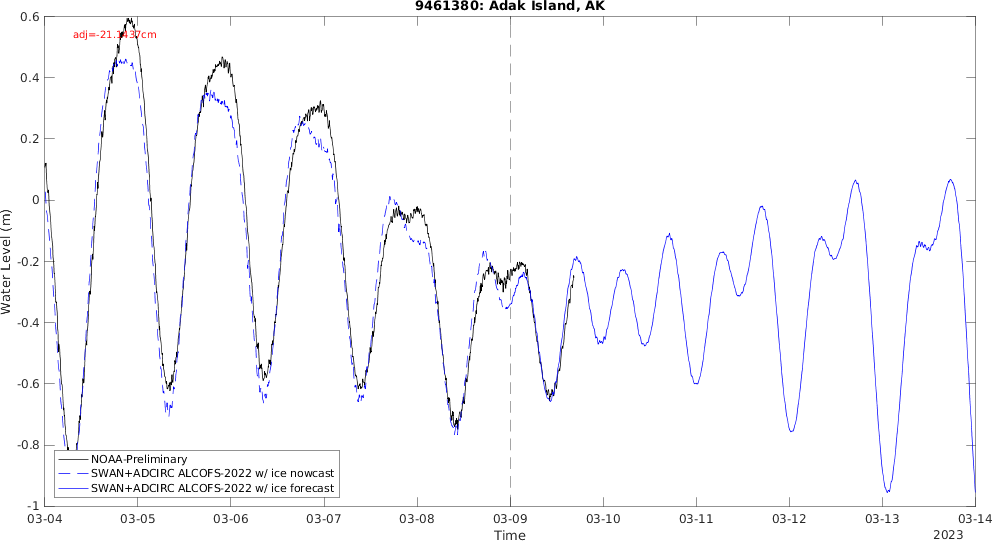 9461380: Adak Island, AK
0.6
0.4
0.2
0
-0.2
-0.4
-0.6
-0.8
-1
Water Level (m)
adj=-21.1437cm
NOAA-Preliminary
SWAN+ADCIRC ALCOFS-2022 w/ ice nowcast
SWAN+ADCIRC ALCOFS-2022 w/ ice forecast
03-04 03-05 03-06 03-07 03-08 03-09 03-10 03-11 03-12 03-13 03-14
Time
2023